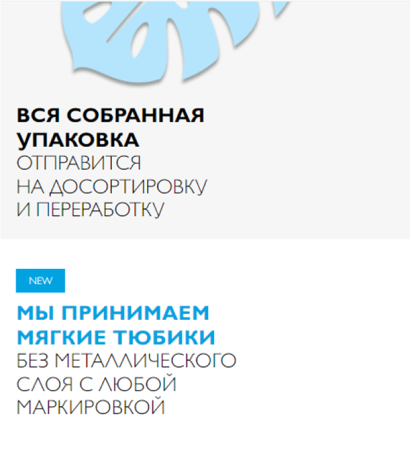 ВСЯ СОБРАННАЯ
УПАКОВКА
ОТПРАВИТСЯ
НА ДОСОРТИРОВКУ
И ПЕРЕРАБОТКУ
NEW
МЫ ПРИНИМАЕМ
МЯГКИЕ ТЮБИКИ
БЕЗ МЕТАЛЛИЧЕСКОГО
СЛОЯ С ЛЮБОЙ
МАРКИРОВКОЙ